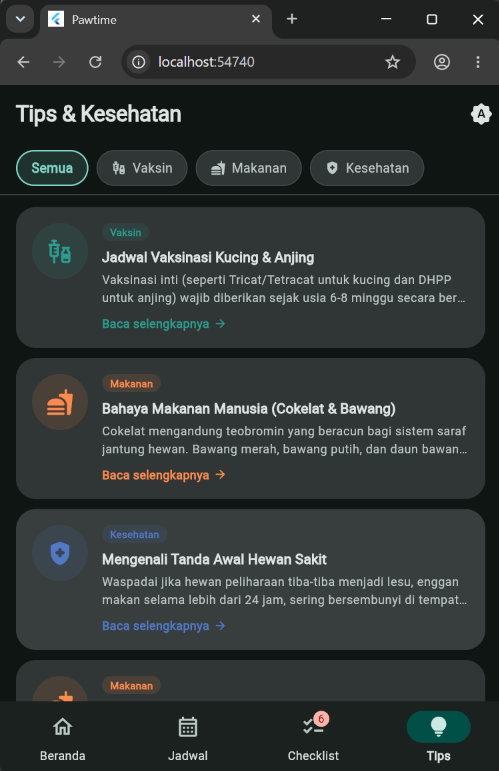 Pawtime
localhost:54740
Tips & Kesehatan
A
Semua
Vaksin
Makanan
Kesehatan
Vaksin
Jadwal Vaksinasi Kucing & Anjing
Vaksinasi inti (seperti Tricat/Tetracat untuk kucing dan DHPP
untuk anjing) wajib diberikan sejak usia 6-8 minggu secara ber...
Baca selengkapnya →
Makanan
Bahaya Makanan Manusia (Cokelat & Bawang)
Cokelat mengandung teobromin yang beracun bagi sistem saraf
jantung hewan. Bawang merah, bawang putih, dan daun bawan...
Baca selengkapnya →
Kesehatan
Mengenali Tanda Awal Hewan Sakit
Waspadai jika hewan peliharaan tiba-tiba menjadi lesu, enggan
makan selama lebih dari 24 jam, sering bersembunyi di tempat...
Baca selengkapnya →
Makanan
6
Beranda
Jadwal
Checklist
Tips